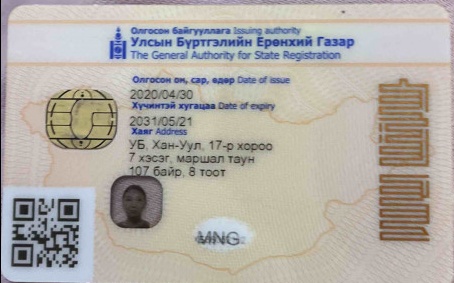 Олгосон байгууллага Issuing authority
Улсын Бүртгэлийн Ерөнхий Газар
The General Authority for State Registration
Олгосон он, сар, өдөр Date of issue
2020/04/30
Хүчинтэй хугацаа Date of expiry
2031/05/21
Хаяг Address
УБ, Хан-Уул, 17-р хороо
7 хэсэг, маршал таун
107 байр, 8 тоот
MNG